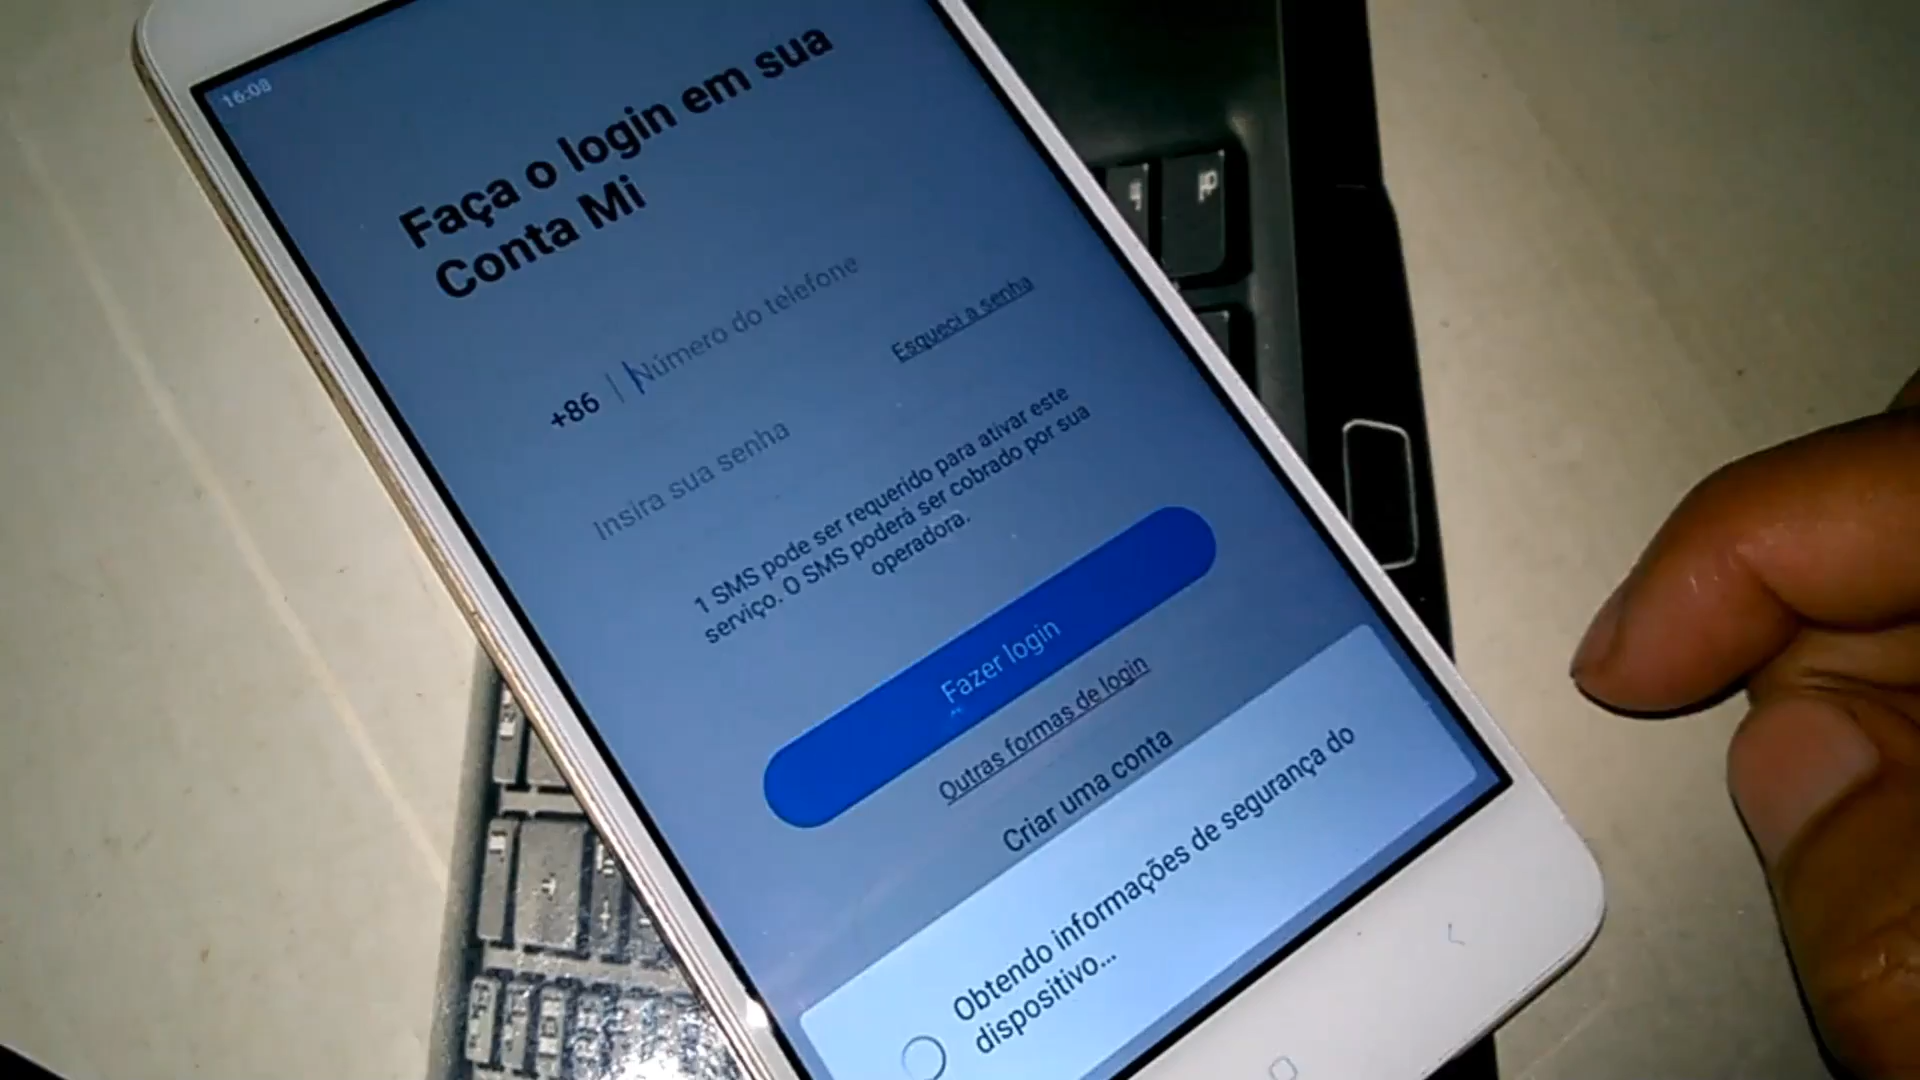 16:08
Faça o login em sua
Conta Mi
+86 | Número do telefone
Esqueci a senha
Insira sua senha
1 SMS pode ser requerido para ativar este
serviço. O SMS poderá ser cobrado por sua
operadora.
Fazer login
Outras formas de login
Criar uma conta
Obtendo informações de segurança do
dispositivo...